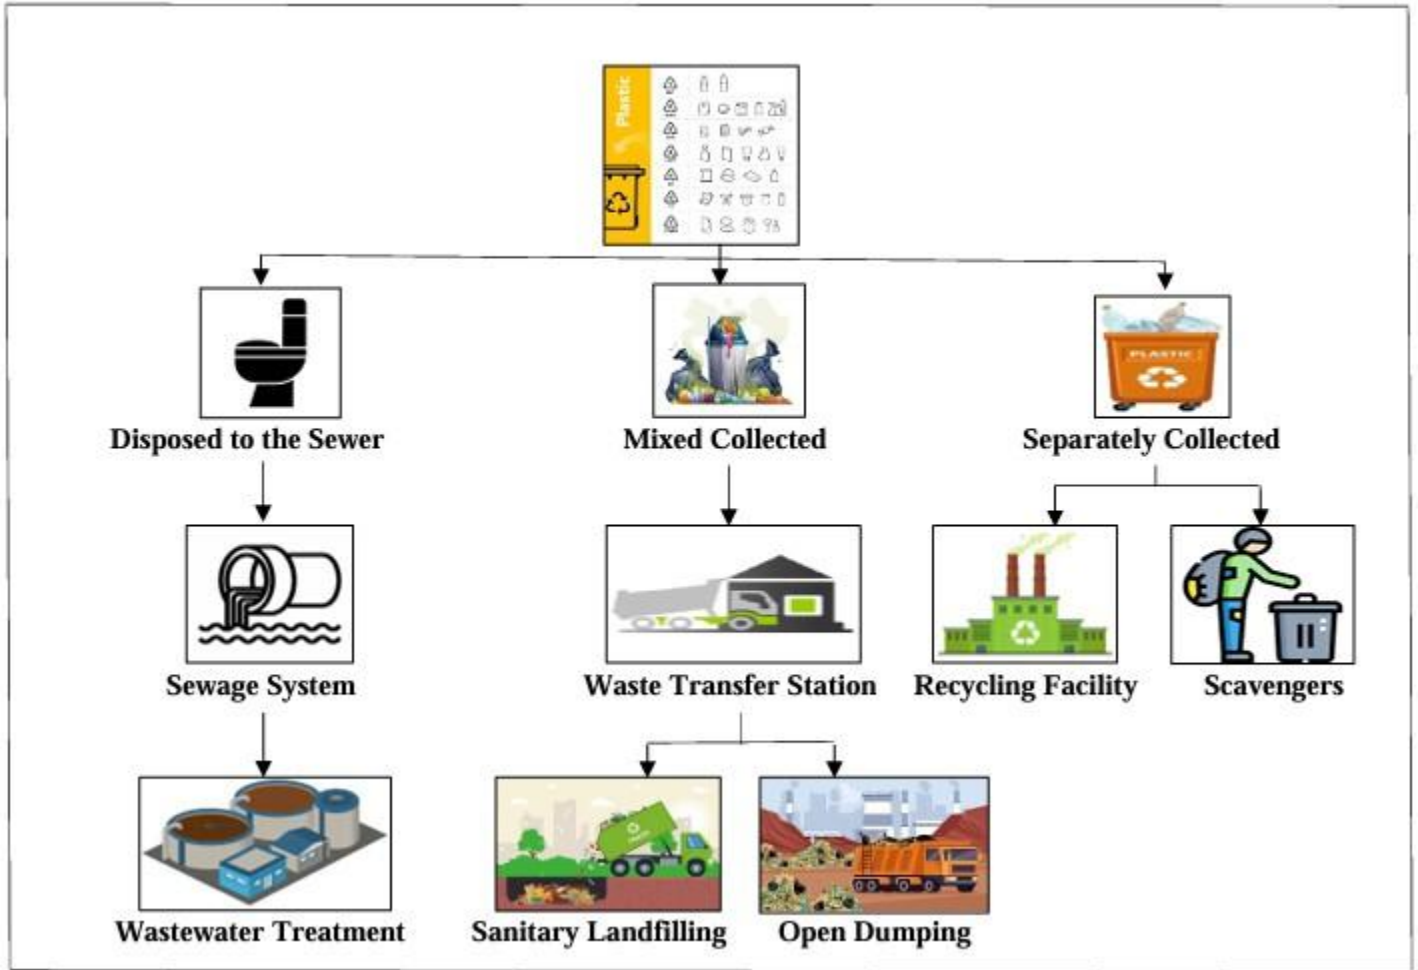 Plastic
Disposed to the Sewer
Mixed Collected
PLASTIC
Separately Collected
Sewage System
Waste Transfer Station
Recycling Facility
Scavengers
Wastewater Treatment
Sanitary Landfilling
Open Dumping